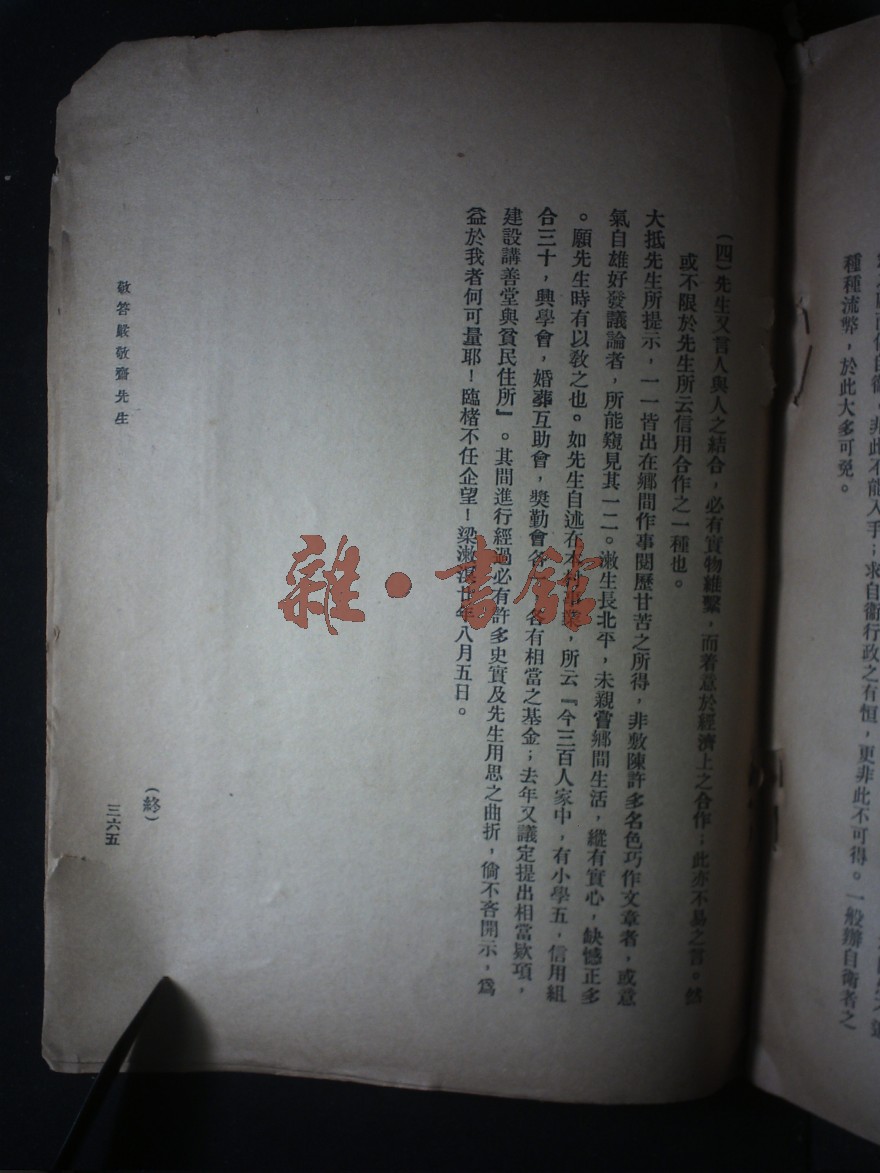 種種流幣，於此大多可免。
非此不能入手；求自衞行政之有恒，更非此不可得。一般辦自衞者之
（四）先生又言人與人之結合，必有實物維繫，而着意於經濟上之合作；此亦不易之言。然
或不限於先生所云信用合作之一種也。
大抵先生所提示，一一皆出在鄉間作事閱歷甘苦之所得，非敷陳許多名色巧作文章者，或意
氣自雄好發議論者，所能窺見其一二。漱生長北平，未親嘗鄉間生活，縱有實心，缺憾正多
。願先生時有以敎之也。如先生自述在本村事業，所云『今三百人家中，有小學五，信用組
合三十，興學會，婚葬互助會，奬勤會各 各有相當之基金；去年又議定提出相當欵項，
建設講善堂與貧民住所』。其間進行經過必有許多史實及先生用思之曲折，倘不吝開示，爲
益於我者何可量耶！臨楮不任企望！梁漱溟廿年八月五日。
（終）
敬答嚴敬齋先生
三六五
雜·書館